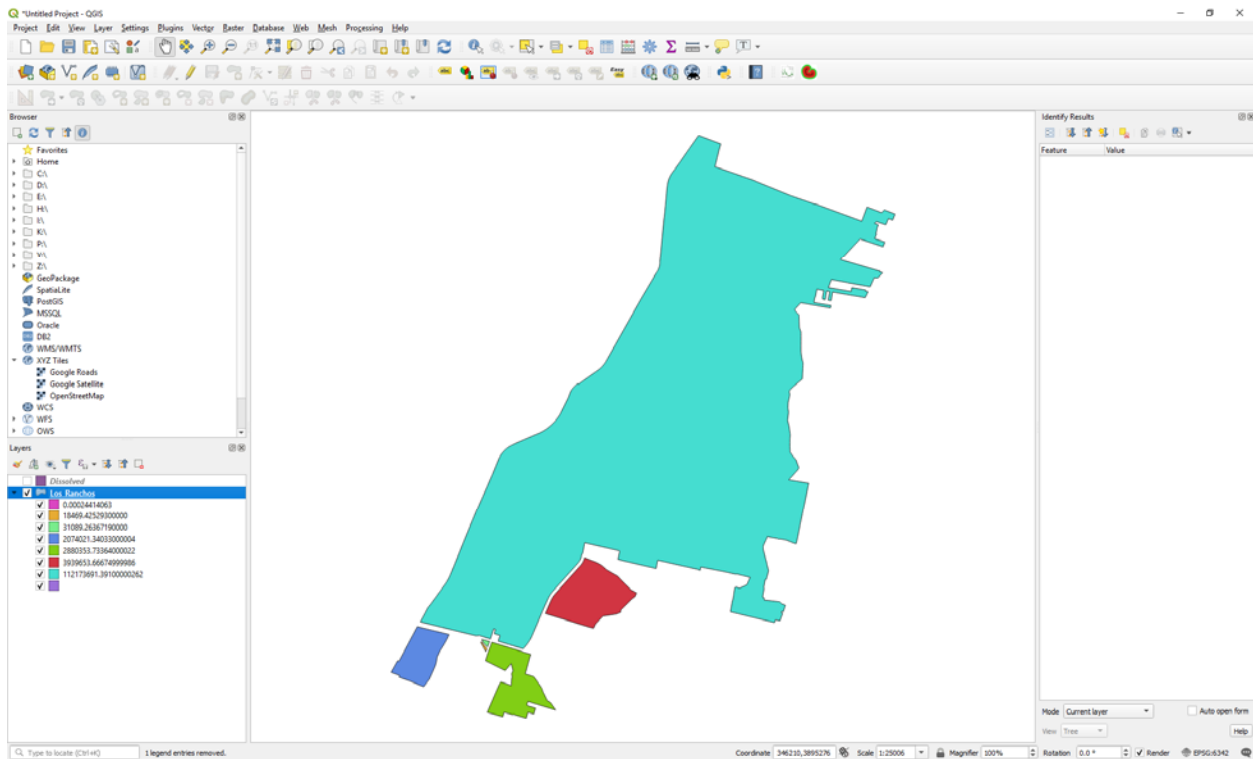 *Untitled Project - QGIS
Project Edit View Layer Settings Plugins Vector Raster Database Web Mesh Processing Help
Browser
Favorites
Home
C:\
D:\
E:\
H:\
I:\
K:\
P:\
V:\
Z:\
GeoPackage
SpatiaLite
PostGIS
MSSQL
Oracle
DB2
WMS/WMTS
XYZ Tiles
Google Roads
Google Satellite
OpenStreetMap
WCS
WFS
OWS
Layers
Dissolved
Los Ranchos
0.00024414063
18469.42529300000
31089.26367190000
2074021.34033000004
2880353.73364000022
3939653.66674999986
112173691.39100000262
Identify Results
Feature Value
Mode Current layer Auto open form
View Tree Help
Type to locate (Ctrl+K) 1 legend entries removed. Coordinate 346210,3895276 Scale 1:25006 Magnifier 100% Rotation 0.0 ° Render EPSG:6342